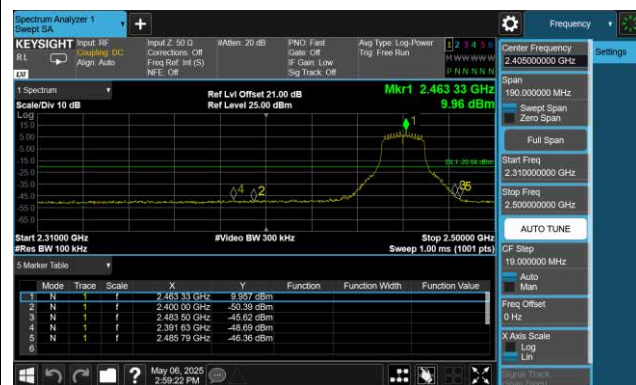 Spectrum Analyzer 1
Swept SA
Frequency
KEYSIGHT
Input: RF
Coupling: DC
Align: Auto
Input Z: 50 Ω
Corrections: Off
Freq Ref: Int (S)
NFE: Off
#Atten: 20 dB
PNO: Fast
Gate: Off
IF Gain: Low
Sig Track: Off
Avg Type: Log-Power
Trig: Free Run
1 2 3 4 5 6
M W W W W W
P N N N N N
R L
LXI
1 Spectrum
Scale/Div 10 dB
Ref Lvl Offset 21.00 dB
Ref Level 25.00 dBm
Mkr1 2.463 33 GHz
9.96 dBm
Log
15.0
5.00
-5.00
-15.0
-25.0
-35.0
-45.0
-55.0
-65.0
1
4
2
5
Start 2.31000 GHz
#Res BW 100 kHz
#Video BW 300 kHz
Stop 2.50000 GHz
Sweep 1.00 ms (1001 pts)
5 Marker Table
Mode Trace Scale X Y Function Function Width Function Value
1 N 1 f 2.463 33 GHz 9.957 dBm
2 N 1 f 2.400 00 GHz -50.39 dBm
3 N 1 f 2.483 50 GHz -45.62 dBm
4 N 1 f 2.391 63 GHz -48.69 dBm
5 N 1 f 2.485 79 GHz -46.36 dBm
6
May 06, 2025
2:59:22 PM
Center Frequency
2.405000000 GHz
Settings
Span
190.000000 MHz
Swept Span
Zero Span
Full Span
Start Freq
2.310000000 GHz
Stop Freq
2.500000000 GHz
AUTO TUNE
CF Step
19.000000 MHz
Auto
Man
Freq Offset
0 Hz
X Axis Scale
Log
Lin
Signal Track